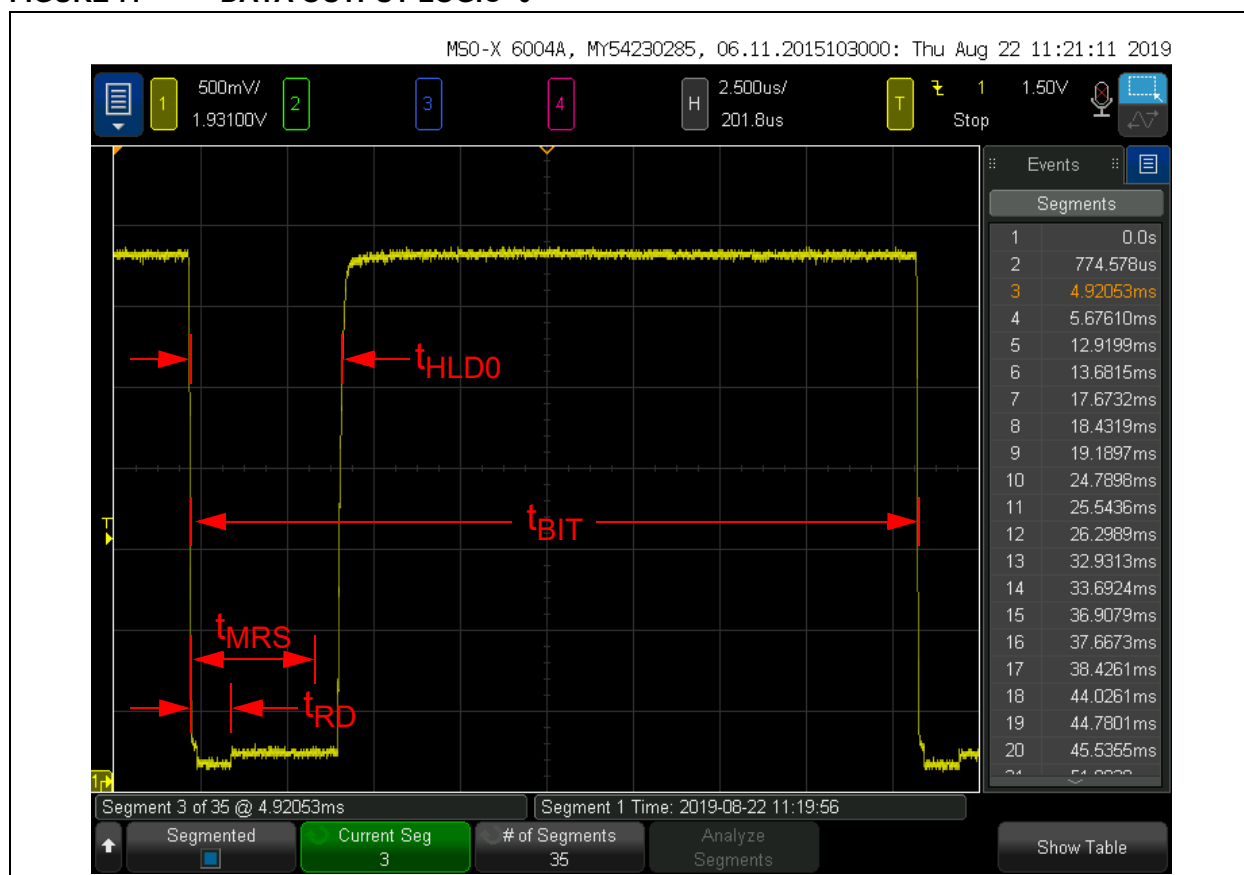 MSO-X 6004A, MY54230285, 06.11.2015103000: Thu Aug 22 11:21:11 2019
1 500mV/ 2 3 4 H 2.500us/ T 1 1.50V
1.93100V 201.8us Stop
Events
Segments
1 0.0s
2 774.578us
3 4.92053ms
4 5.67610ms
5 12.9199ms
6 13.6815ms
7 17.6732ms
8 18.4319ms
9 19.1897ms
10 24.7898ms
11 25.5436ms
12 26.2989ms
13 32.9313ms
14 33.6924ms
15 36.9079ms
16 37.6673ms
17 38.4261ms
18 44.0261ms
19 44.7801ms
20 45.5355ms
tHLD0
T
tBIT
tMRS
tRD
1
Segment 3 of 35 @ 4.92053ms
Segment 1 Time: 2019-08-22 11:19:56
Segmented
Current Seg
3
# of Segments
35
Analyze
Segments
Show Table